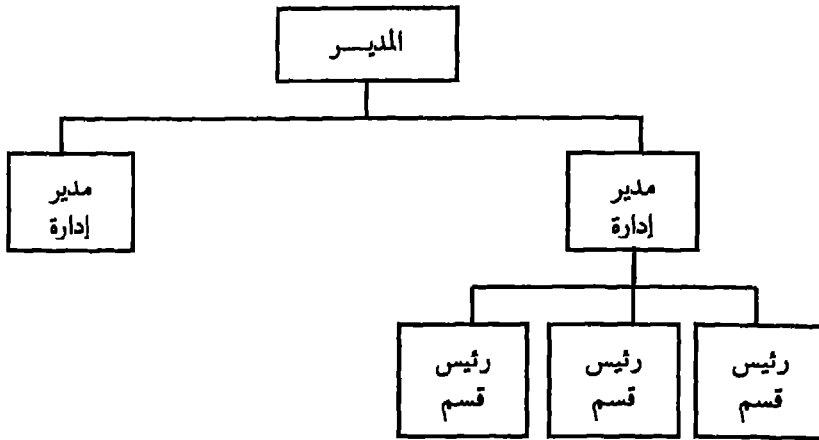 المديـــر
مدير
إدارة
مدير
إدارة
رئيس
قسم
رئيس
قسم
رئيس
قسم